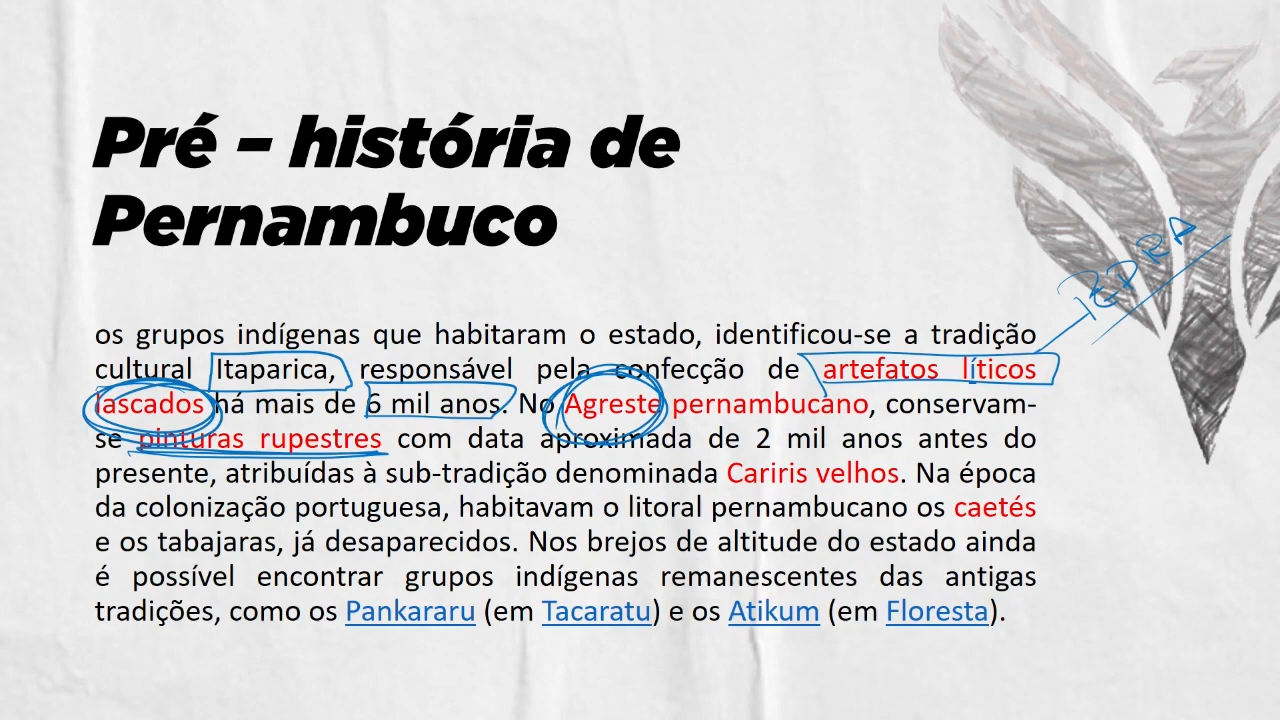 Pré – história de
Pernambuco
PEDRA
os grupos indígenas que habitaram o estado, identificou-se a tradição
cultural Itaparica, responsável pela confecção de artefatos líticos
lascados há mais de 6 mil anos. No Agreste pernambucano, conservam-
se pinturas rupestres com data aproximada de 2 mil anos antes do
presente, atribuídas à sub-tradição denominada Cariris velhos. Na época
da colonização portuguesa, habitavam o litoral pernambucano os caetés
e os tabajaras, já desaparecidos. Nos brejos de altitude do estado ainda
é possível encontrar grupos indígenas remanescentes das antigas
tradições, como os Pankararu (em Tacaratu) e os Atikum (em Floresta).